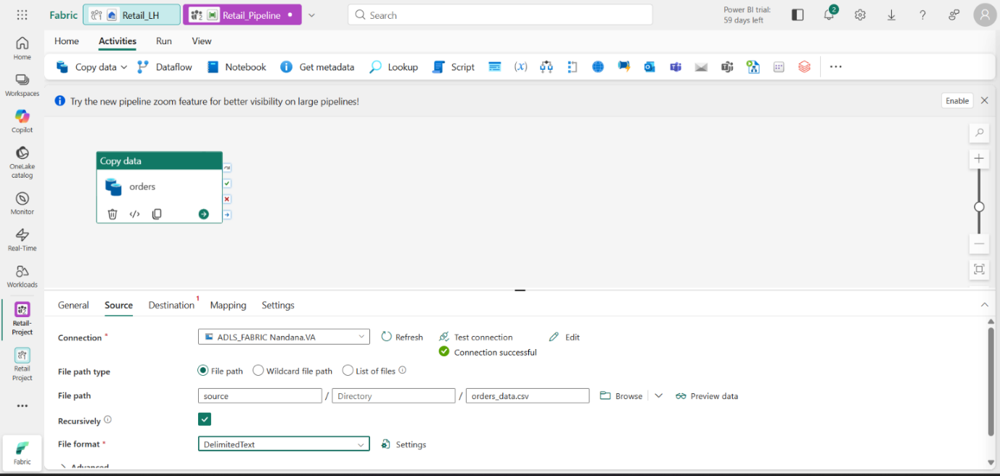 Fabric
Retail_LH
Retail_Pipeline
Search
Power BI trial:
59 days left
2
Home
Activities
Run
View
Copy data
Dataflow
Notebook
Get metadata
Lookup
Script
(x)
Try the new pipeline zoom feature for better visibility on large pipelines!
Enable
Home
Workspaces
Copilot
OneLake
catalog
Monitor
Real-Time
Workloads
Retail-
Project
Retail
Project
Fabric
Copy data
orders
General
Source
Destination 1
Mapping
Settings
Connection *
ADLS_FABRIC Nandana.VA
Refresh
Test connection
Edit
Connection successful
File path type
File path
Wildcard file path
List of files
File path
source
/
Directory
/
orders_data.csv
Browse
Preview data
Recursively
File format *
DelimitedText
Settings
Advanced